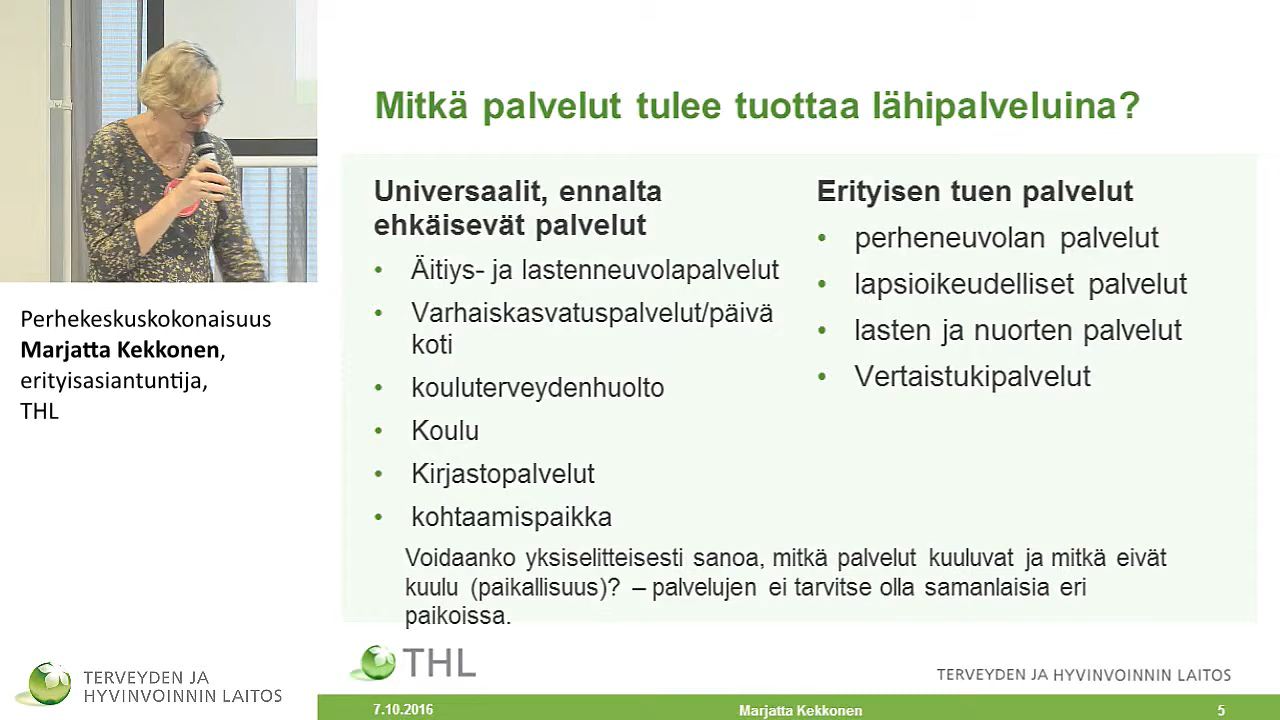 Mitkä palvelut tulee tuottaa lähipalveluina?
Universaalit, ennalta
ehkäisevät palvelut
• Äitiys- ja lastenneuvolapalvelut
• Varhaiskasvatuspalvelut/päivä
koti
• kouluterveydenhuolto
• Koulu
• Kirjastopalvelut
• kohtaamispaikka
Erityisen tuen palvelut
• perheneuvolan palvelut
• lapsioikeudelliset palvelut
• lasten ja nuorten palvelut
• Vertaistukipalvelut
Voidaanko yksiselitteisesti sanoa, mitkä palvelut kuuluvat ja mitkä eivät
kuulu (paikallisuus)? – palvelujen ei tarvitse olla samanlaisia eri
paikoissa.
Perhekeskuskokonaisuus
Marjatta Kekkonen,
erityisasiantuntija,
THL
TERVEYDEN JA
HYVINVOINNIN LAITOS
THL
TERVEYDEN JA HYVINVOINNIN LAITOS
7.10.2016
Marjatta Kekkonen
5